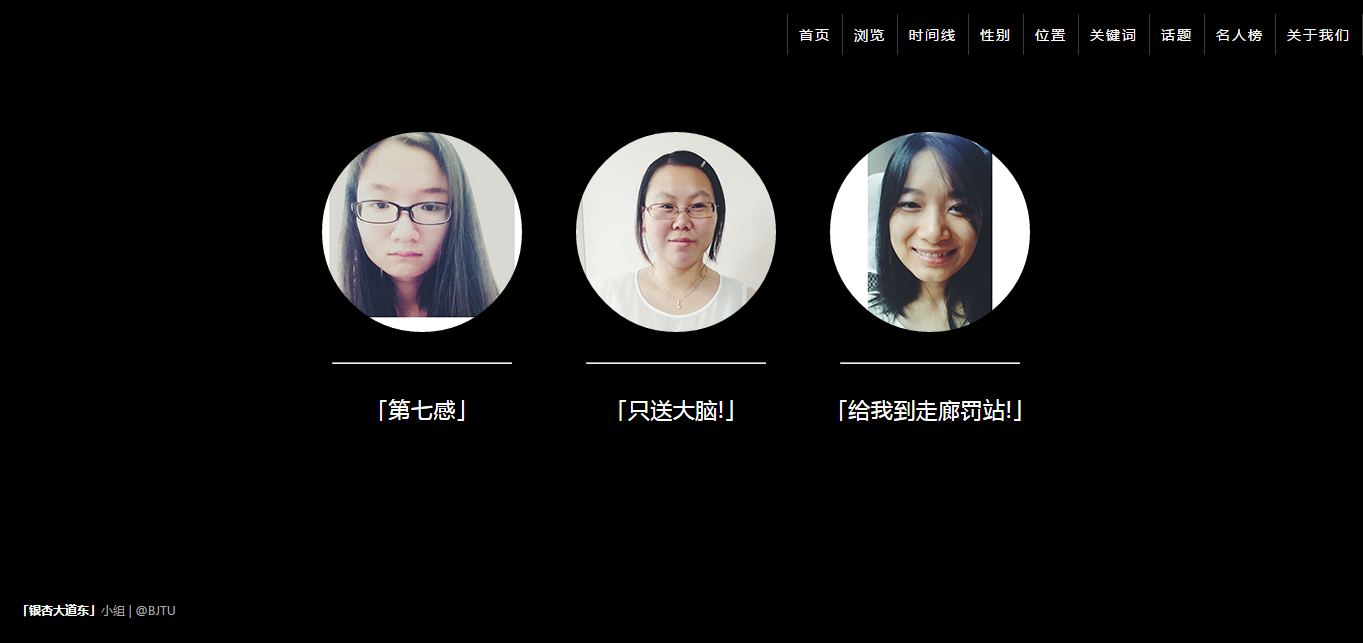 首页 浏览 时间线 性别 位置 关键词 话题 名人榜 关于我们
「第七感」 「只送大脑!」 「给我到走廊罚站!」
「银杏大道东」小组 | @BJTU